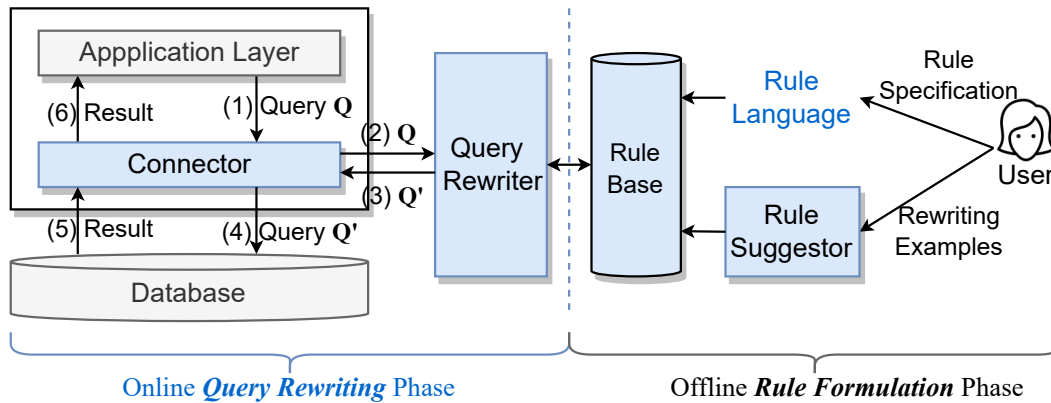 Appplication Layer
(6) Result
(1) Query Q
Connector
(2) Q
(3) Q'
(5) Result
(4) Query Q'
Database
Query
Rewriter
Rule
Base
Rule
Language
Rule
Specification
User
Rule
Suggestor
Rewriting
Examples
Online Query Rewriting Phase
Offline Rule Formulation Phase